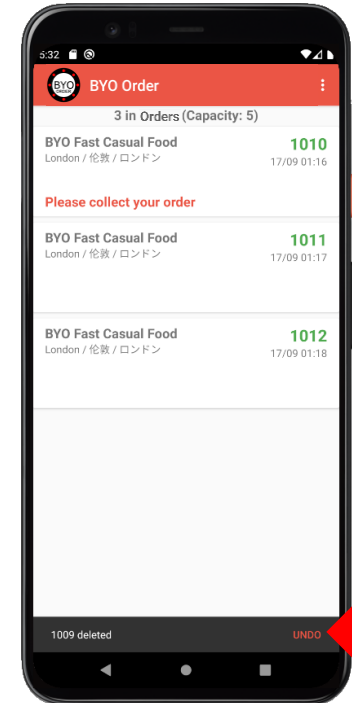 5:32
BYO
ORDER
BYO Order
3 in Orders (Capacity: 5)
BYO Fast Casual Food 1010
London / 伦敦 / ロンドン 17/09 01:16
Please collect your order
BYO Fast Casual Food 1011
London / 伦敦 / ロンドン 17/09 01:17
BYO Fast Casual Food 1012
London / 伦敦 / ロンドン 17/09 01:18
1009 deleted UNDO